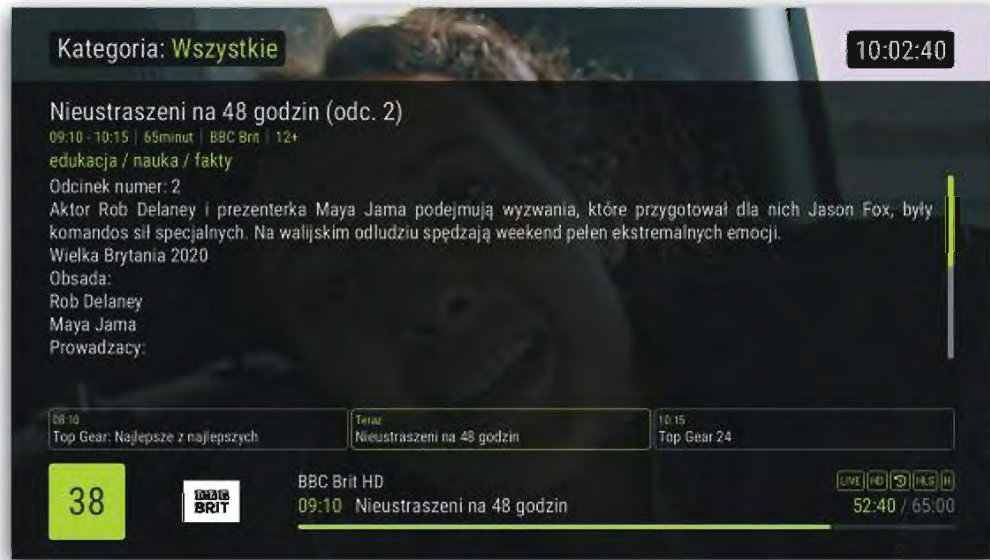 Kategoria: Wszystkie
10:02:40
Nieustraszeni na 48 godzin (odc. 2)
09:10 - 10:15 | 65minut | BBC Brit | 12+
edukacja / nauka / fakty
Odcinek numer: 2
Aktor Rob Delaney i prezenterka Maya Jama podejmują wyzwania, które przygotował dla nich Jason Fox, były
komandos sił specjalnych. Na walijskim odludziu spędzają weekend pełen ekstremalnych emocji.
Wielka Brytania 2020
Obsada:
Rob Delaney
Maya Jama
Prowadzacy:
08:10
Top Gear: Najlepsze z najlepszych
Teraz
Nieustraszeni na 48 godzin
10:15
Top Gear 24
38
BBC
BRIT
BBC Brit HD
LIVE HD HLS H
09:10 Nieustraszeni na 48 godzin
52:40 / 65:00